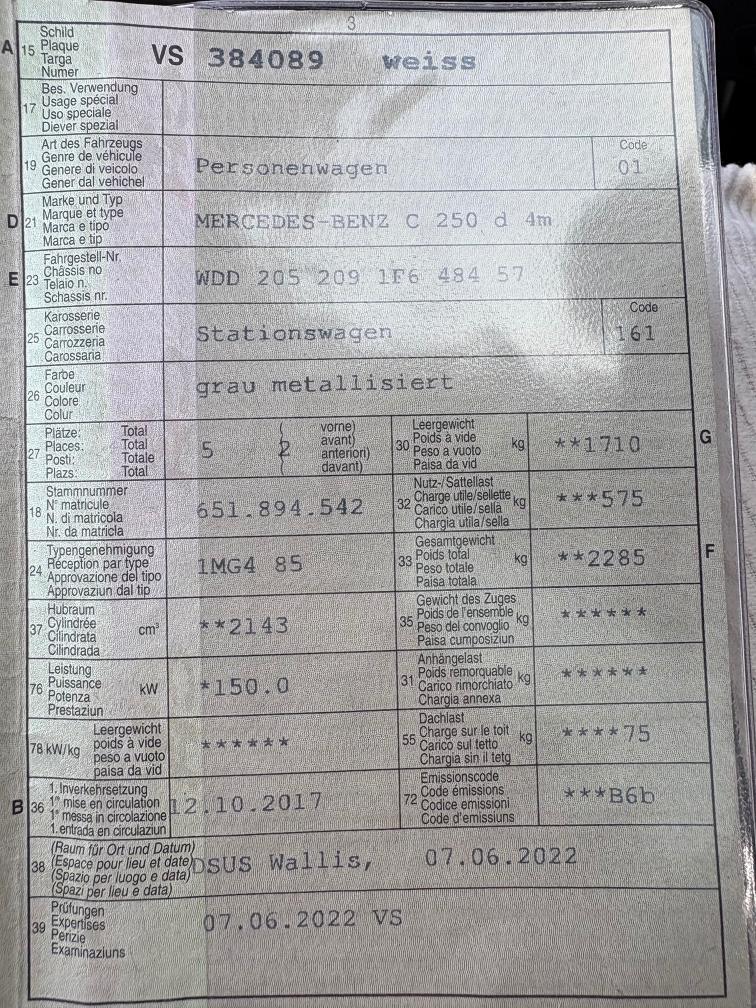 3
A 15 Schild
Plaque
Targa
Numer
VS 384089 weiss
17 Bes. Verwendung
Usage spécial
Uso speciale
Diever spezial
19 Art des Fahrzeugs
Genre de véhicule
Genere di veicolo
Gener dal vehichel
Personenwagen
Code
01
D 21 Marke und Typ
Marque et type
Marca e tipo
Marca e tip
MERCEDES-BENZ C 250 d 4m
E 23 Fahrgestell-Nr.
Châssis no
Telaio n.
Schassis nr.
WDD 205 209 1F6 484 57
25 Karosserie
Carrosserie
Carrozzeria
Carossaria
Stationswagen
Code
161
26 Farbe
Couleur
Colore
Colur
grau metallisiert
27 Plätze: Total
Places: Total
Posti: Totale
Plazs: Total
5 ( 2 vorne)
avant)
anteriori)
davant)
30 Leergewicht
Poids à vide
Peso a vuoto
Paisa da vid
kg
**1710
G
18 Stammnummer
N° matricule
N. di matricola
Nr. da matricla
651.894.542
32 Nutz-/Sattellast
Charge utile/sellette
Carico utile/sella
Chargia utila/sella
kg
***575
24 Typengenehmigung
Réception par type
Approvazione del tipo
Approvaziun dal tip
1MG4 85
33 Gesamtgewicht
Poids total
Peso totale
Paisa totala
kg
**2285
F
37 Hubraum
Cylindrée
Cilindrata
Cilindrada
cm³
**2143
35 Gewicht des Zuges
Poids de l'ensemble
Peso del convoglio
Paisa cumposiziun
kg
******
76 Leistung
Puissance
Potenza
Prestaziun
kW
*150.0
31 Anhängelast
Poids remorquable
Carico rimorchiato
Chargia annexa
kg
******
78 kW/kg Leergewicht
poids à vide
peso a vuoto
paisa da vid
******
55 Dachlast
Charge sur le toit
Carico sul tetto
Chargia sin il tetg
kg
****75
B 36 1. Inverkehrsetzung
1re mise en circulation
1a messa in circolazione
1. entrada en circulaziun
12.10.2017
72 Emissionscode
Code émissions
Codice emissioni
Code d'emissiuns
***B6b
38 (Raum für Ort und Datum)
(Espace pour lieu et date)
(Spazio per luogo e data)
(Spazi per lieu e data)
DSUS Wallis, 07.06.2022
39 Prüfungen
Expertises
Perizie
Examinaziuns
07.06.2022 VS